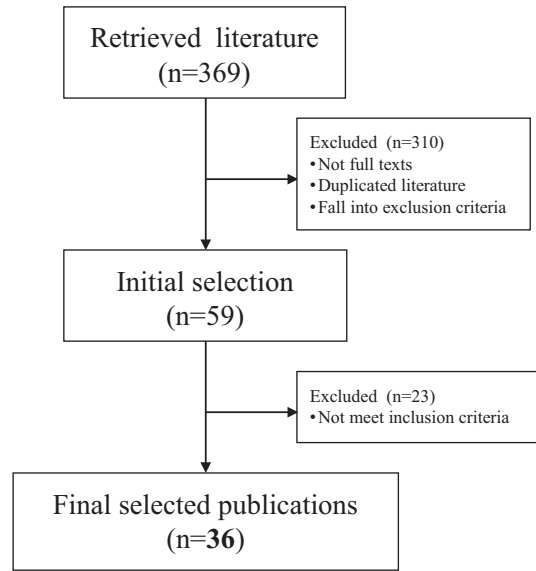 Retrieved literature
(n=369)
Excluded (n=310)
•Not full texts
•Duplicated literature
•Fall into exclusion criteria
Initial selection
(n=59)
Excluded (n=23)
•Not meet inclusion criteria
Final selected publications
(n=36)